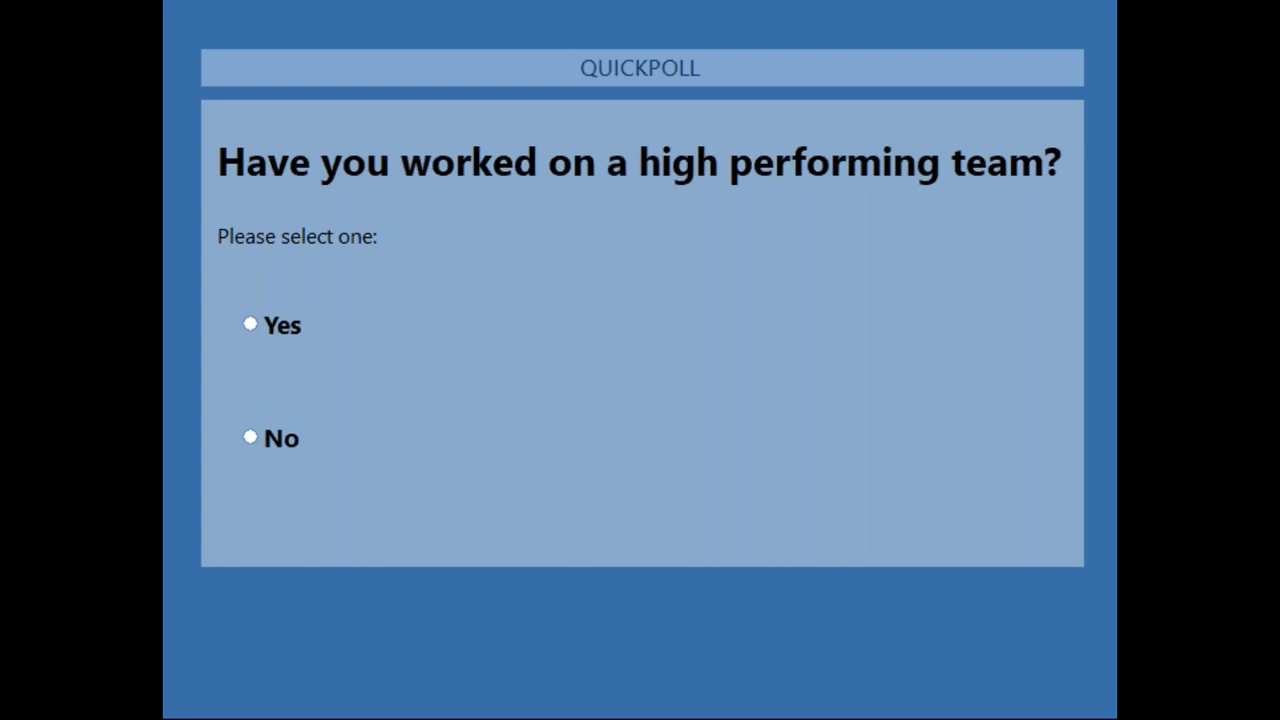 QUICKPOLL
Have you worked on a high performing team?
Please select one:
Yes
No